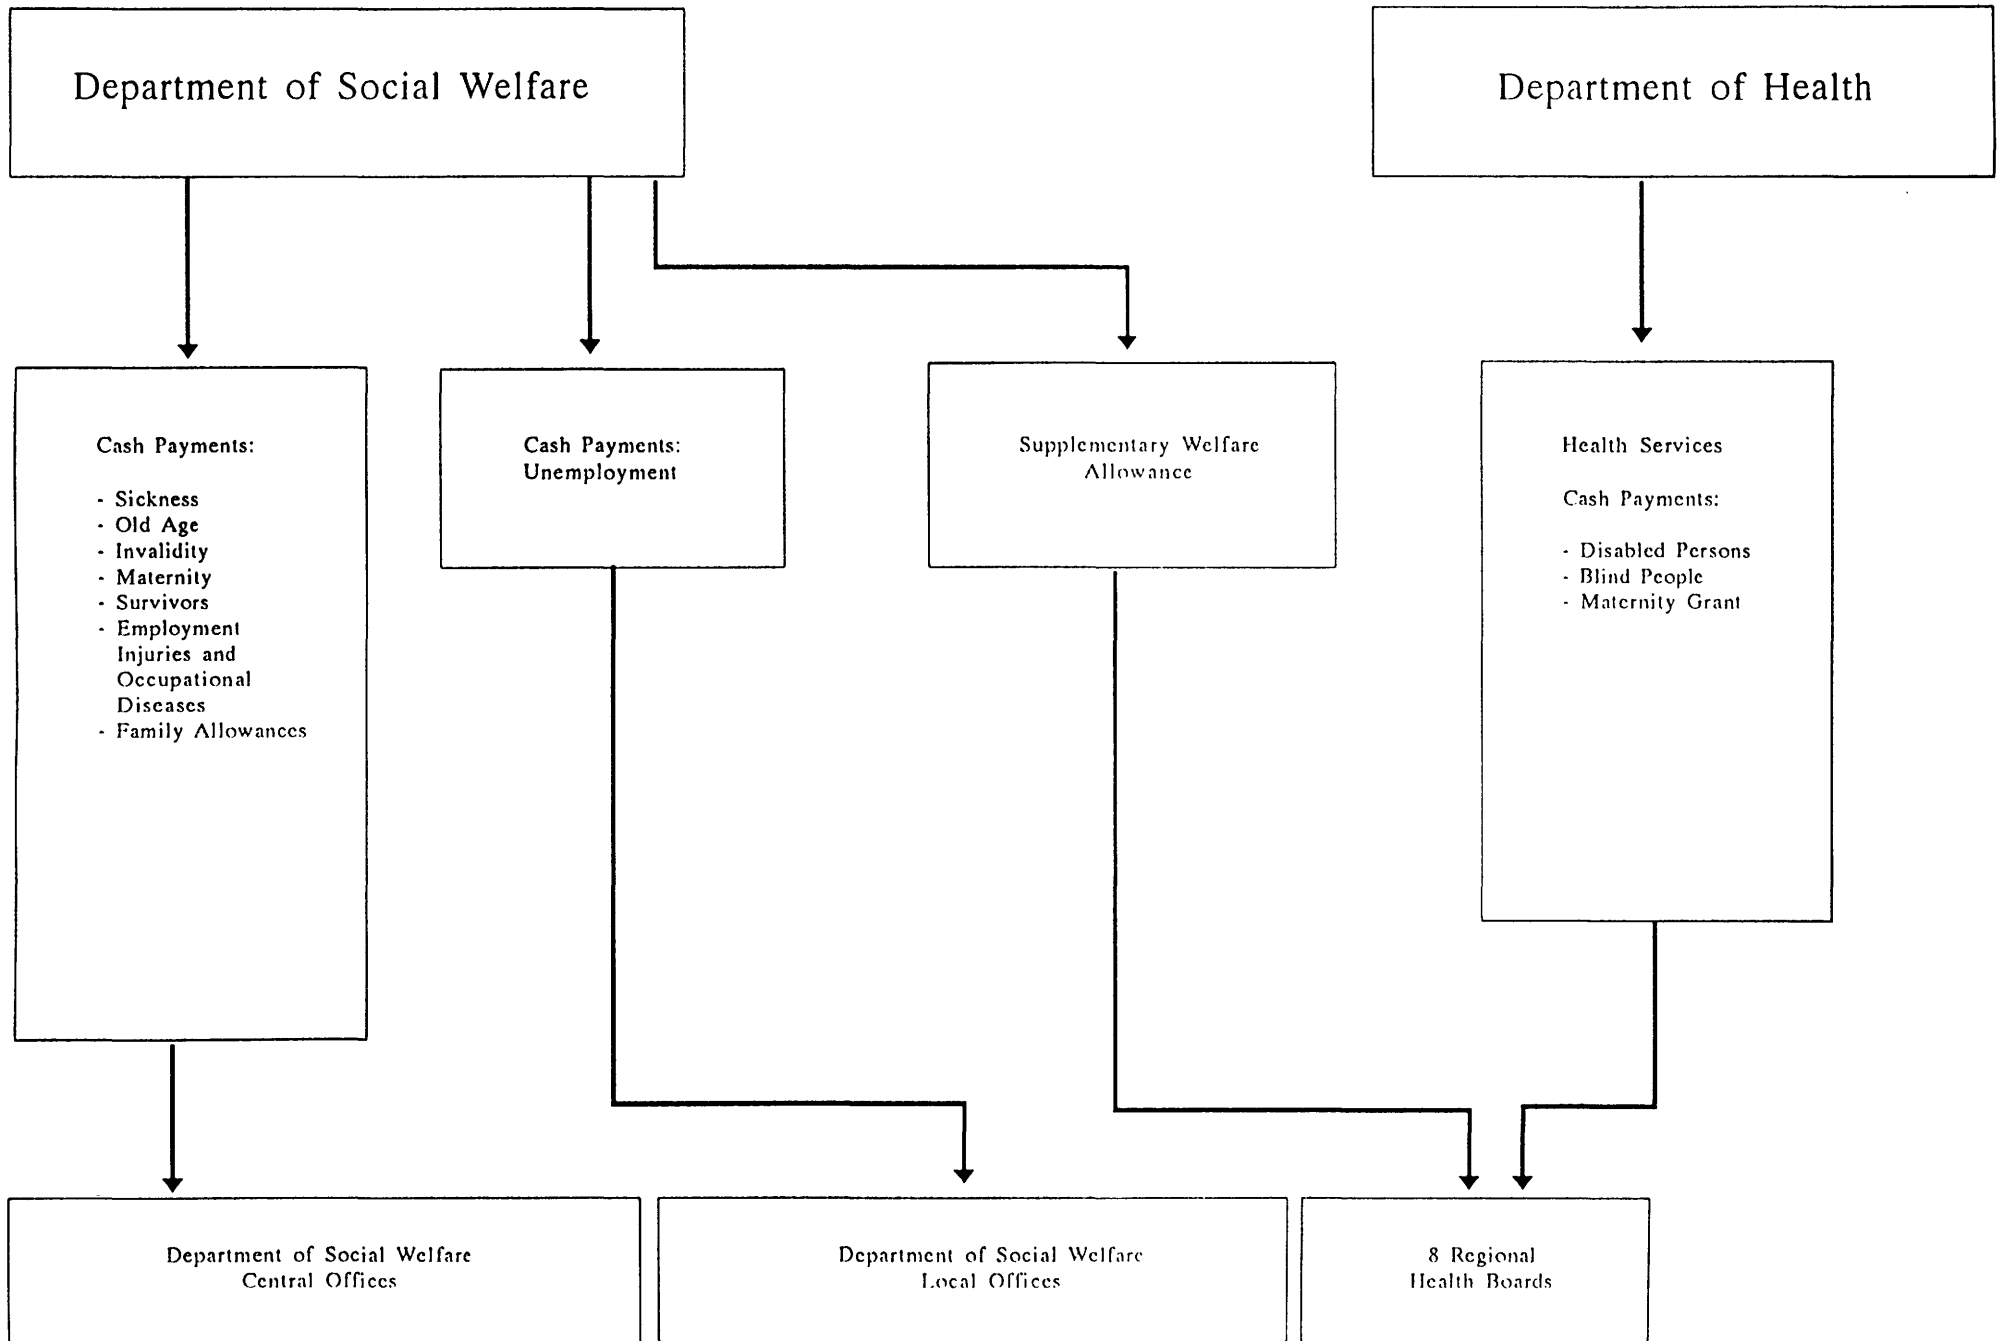 Department of Social Welfare
Department of Health
Cash Payments:
- Sickness
- Old Age
- Invalidity
- Maternity
- Survivors
- Employment
Injuries and
Occupational
Diseases
- Family Allowances
Cash Payments:
Unemployment
Supplementary Welfare
Allowance
Health Services
Cash Payments:
- Disabled Persons
- Blind People
- Maternity Grant
Department of Social Welfare
Central Offices
Department of Social Welfare
Local Offices
8 Regional
Health Boards